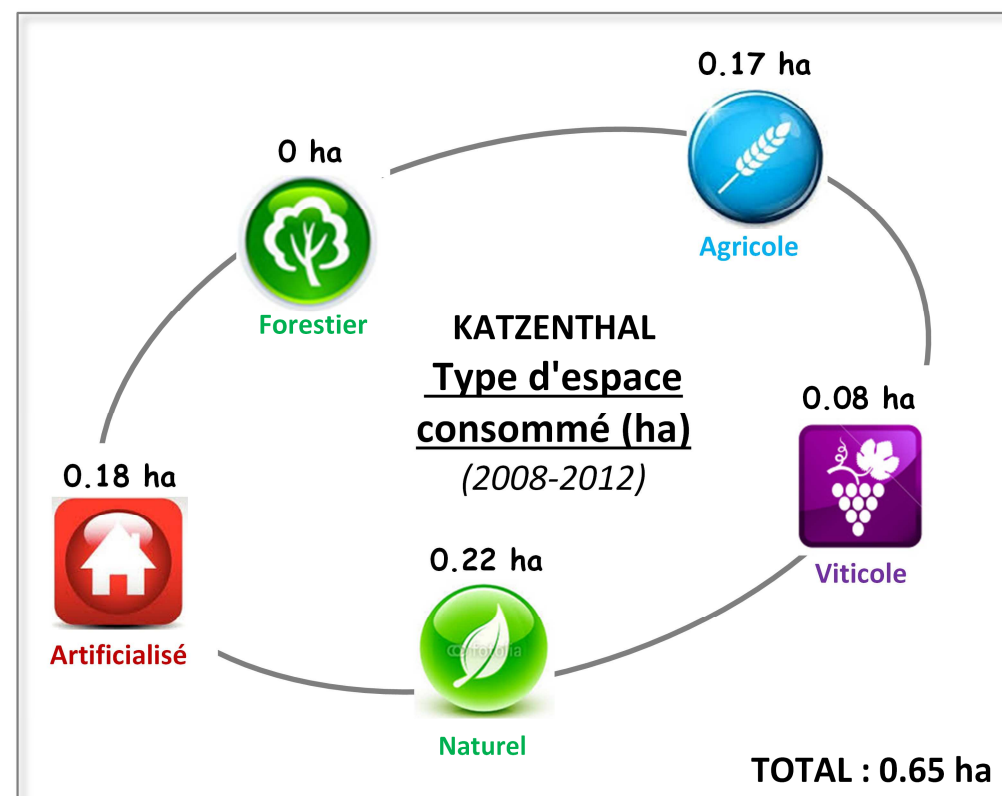 0.17 ha
0 ha
Agricole
Forestier
KATZENTHAL
Type d'espace
consommé (ha)
(2008-2012)
0.08 ha
0.18 ha
Viticole
0.22 ha
Artificialisé
Naturel
TOTAL : 0.65 ha